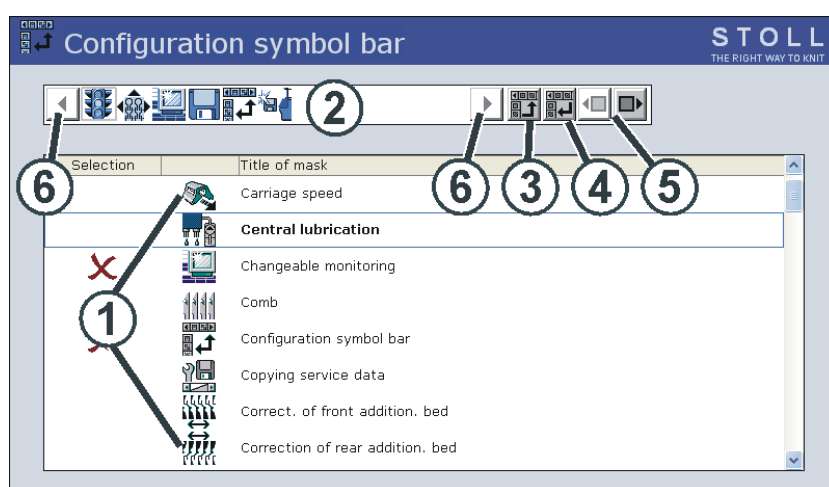 Configuration symbol bar
STOLL
THE RIGHT WAY TO KNIT
2
6
6
3
4
5
Selection Title of mask
Carriage speed
Central lubrication
Changeable monitoring
Comb
1
Configuration symbol bar
Copying service data
Correct. of front addition. bed
Correction of rear addition. bed